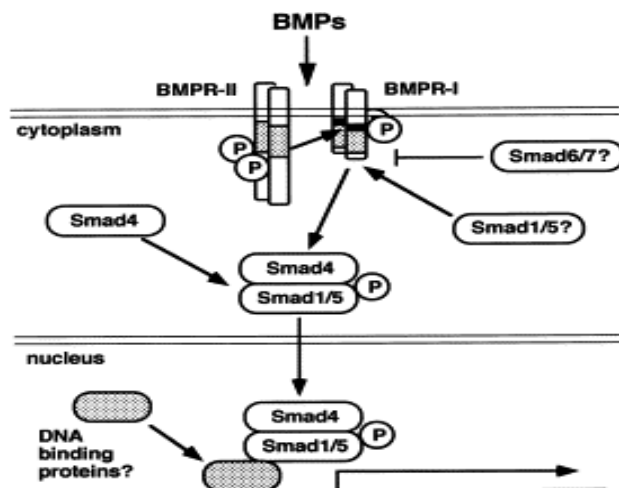 BMPs
BMPR-II
BMPR-I
cytoplasm
P
P
P
Smad6/7?
Smad4
Smad1/5?
Smad4
Smad1/5
P
nucleus
Smad4
Smad1/5
P
DNA
binding
proteins?